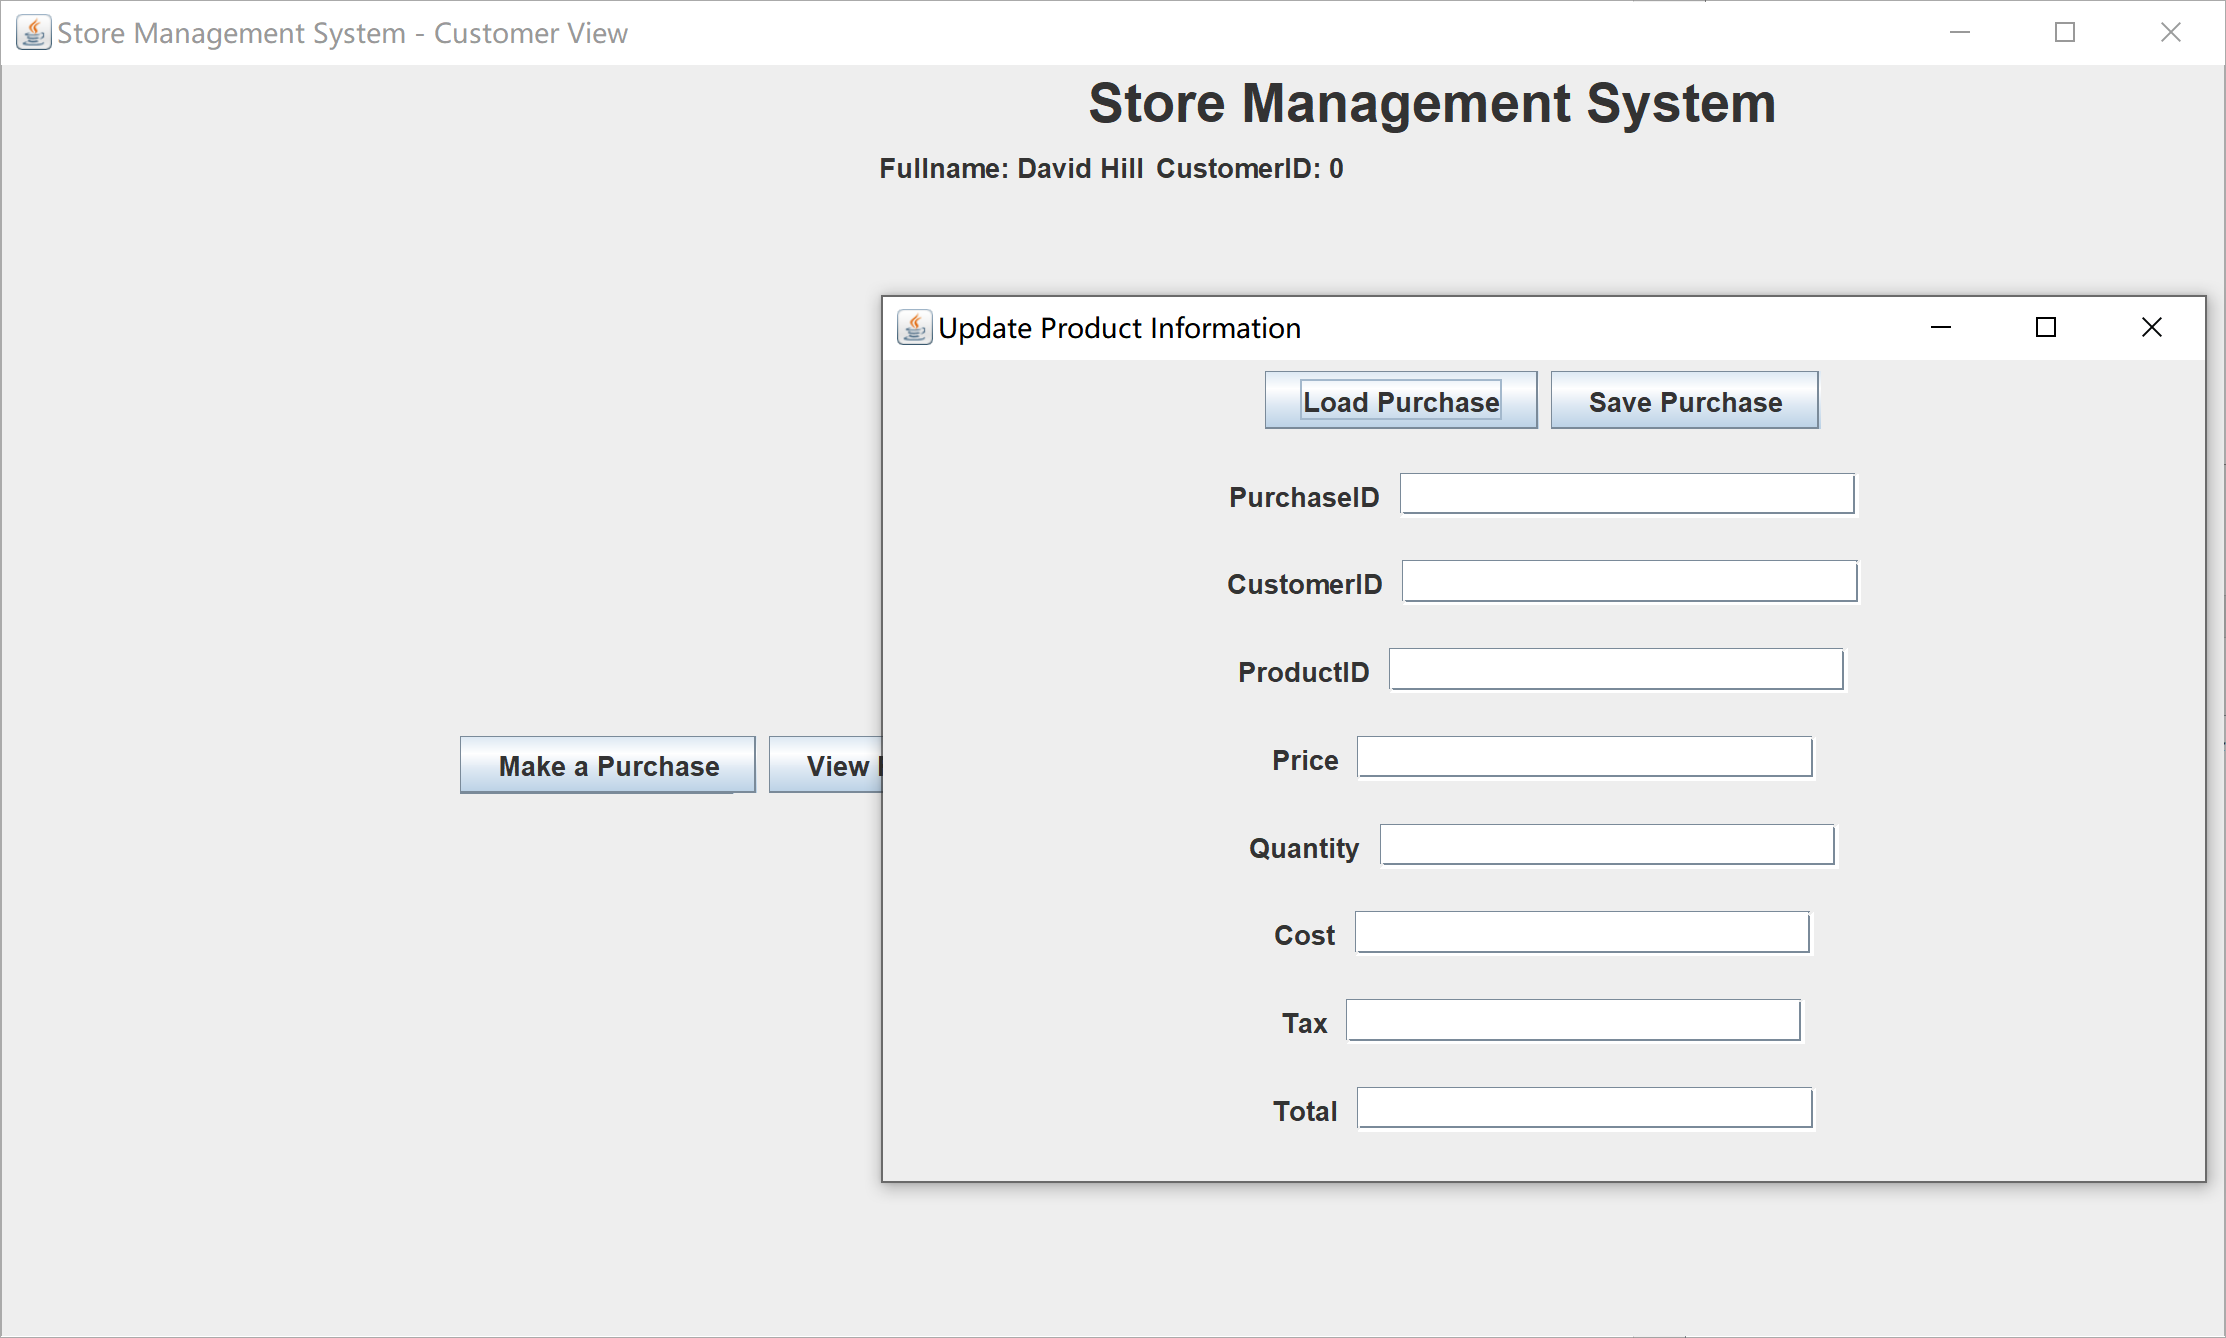 Store Management System - Customer View
Store Management System
Fullname: David Hill CustomerID: 0
Update Product Information
Load Purchase Save Purchase
PurchaseID
CustomerID
ProductID
Make a Purchase View
Price
Quantity
Cost
Tax
Total